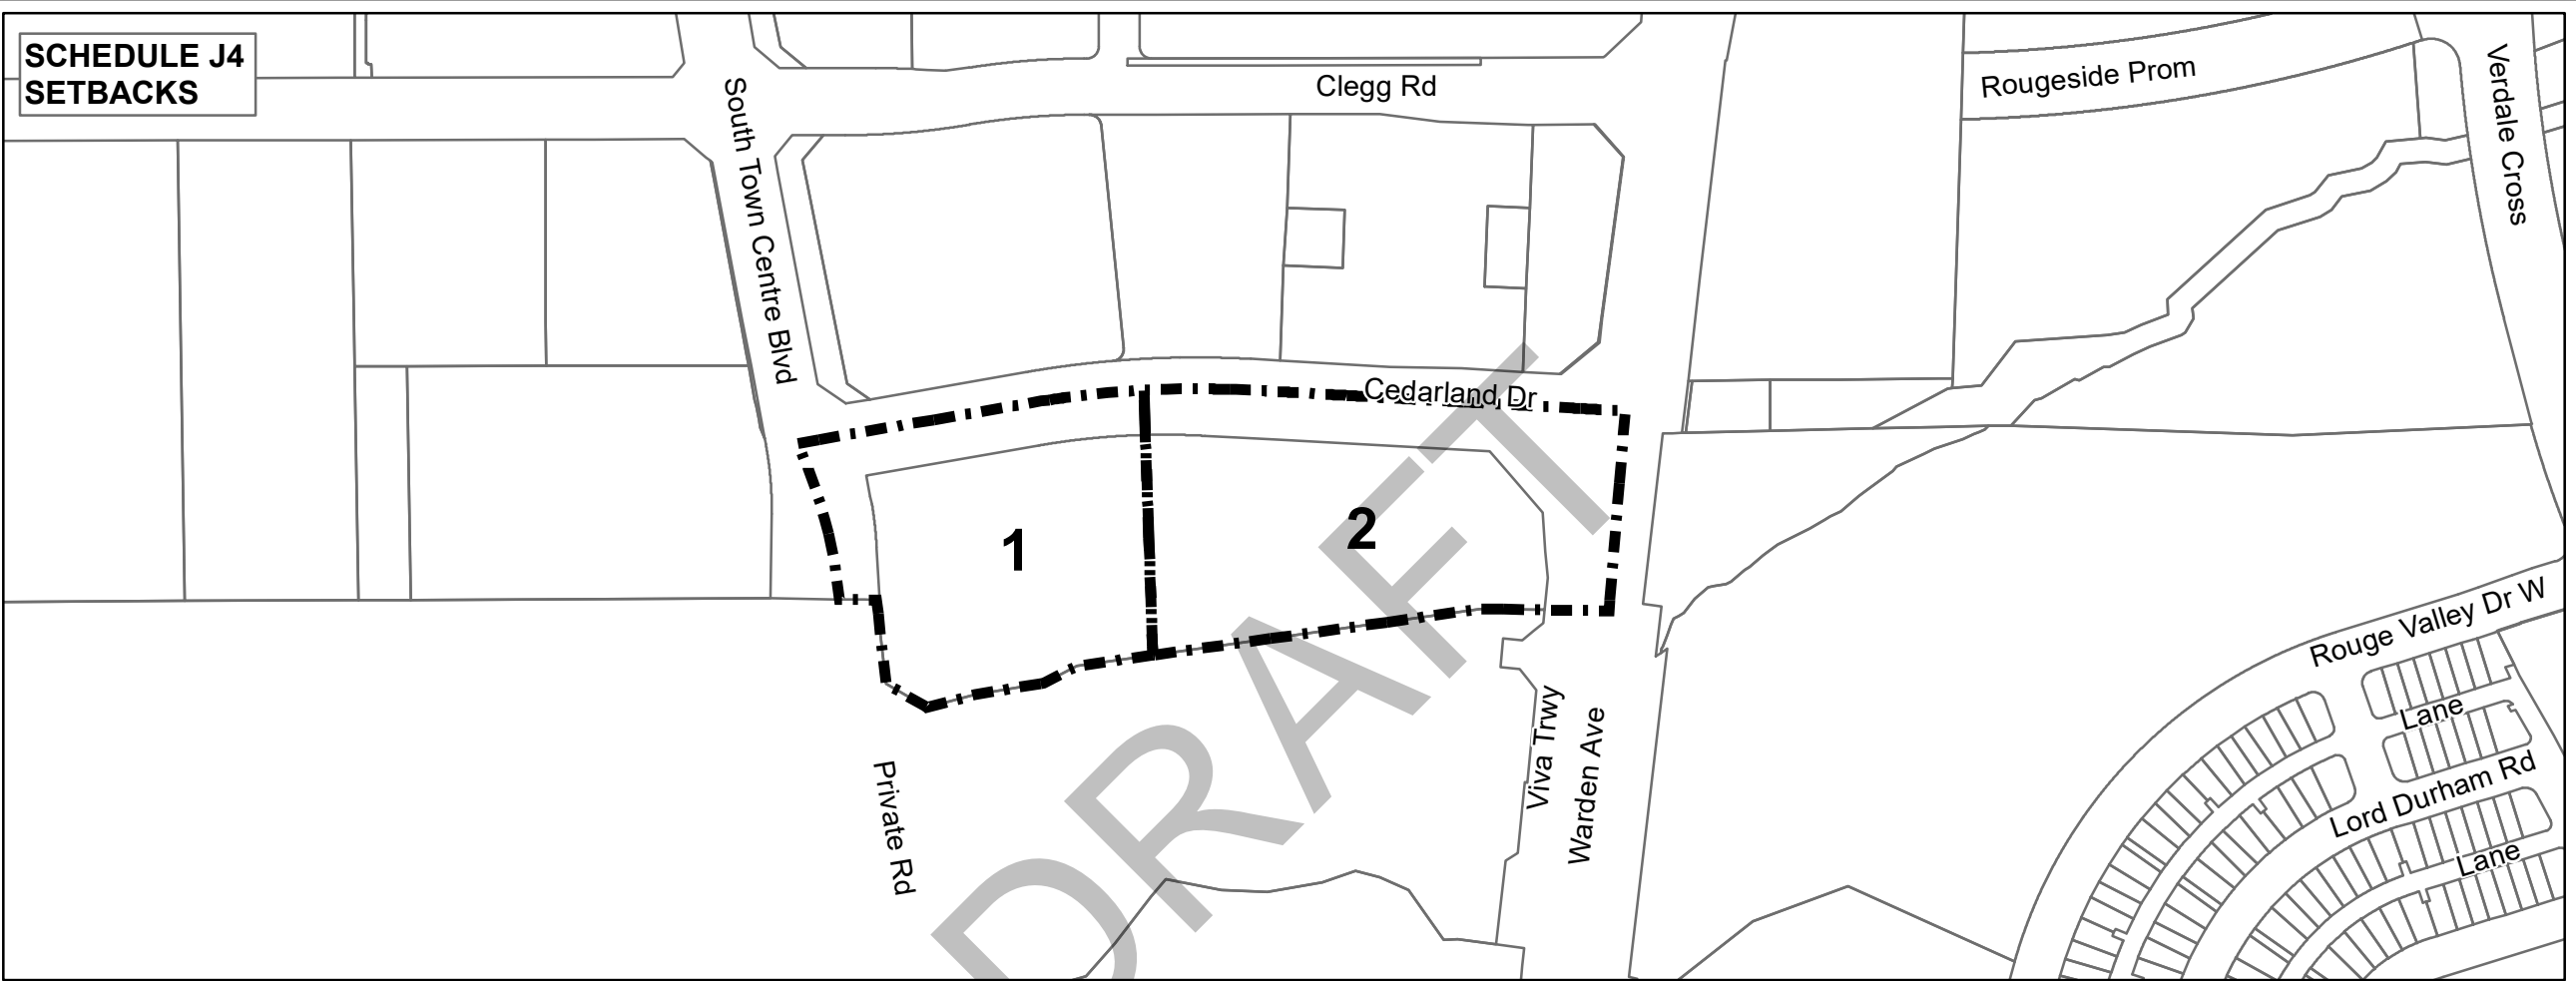 SCHEDULE J4
SETBACKS
Clegg Rd
Rougeside Prom
Verdale Cross
South Town Centre Blvd
Cedarland Dr
1
2
Rouge Valley Dr W
Lane
Lord Durham Rd
Lane
Viva Trwy
Warden Ave
Private Rd
DRAFT